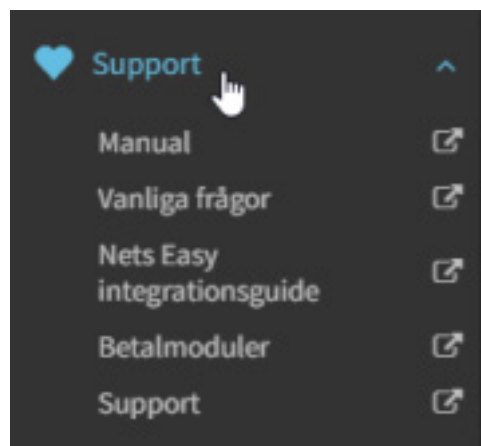 Support
Manual
Vanliga frågor
Nets Easy
integrationsguide
Betalmoduler
Support